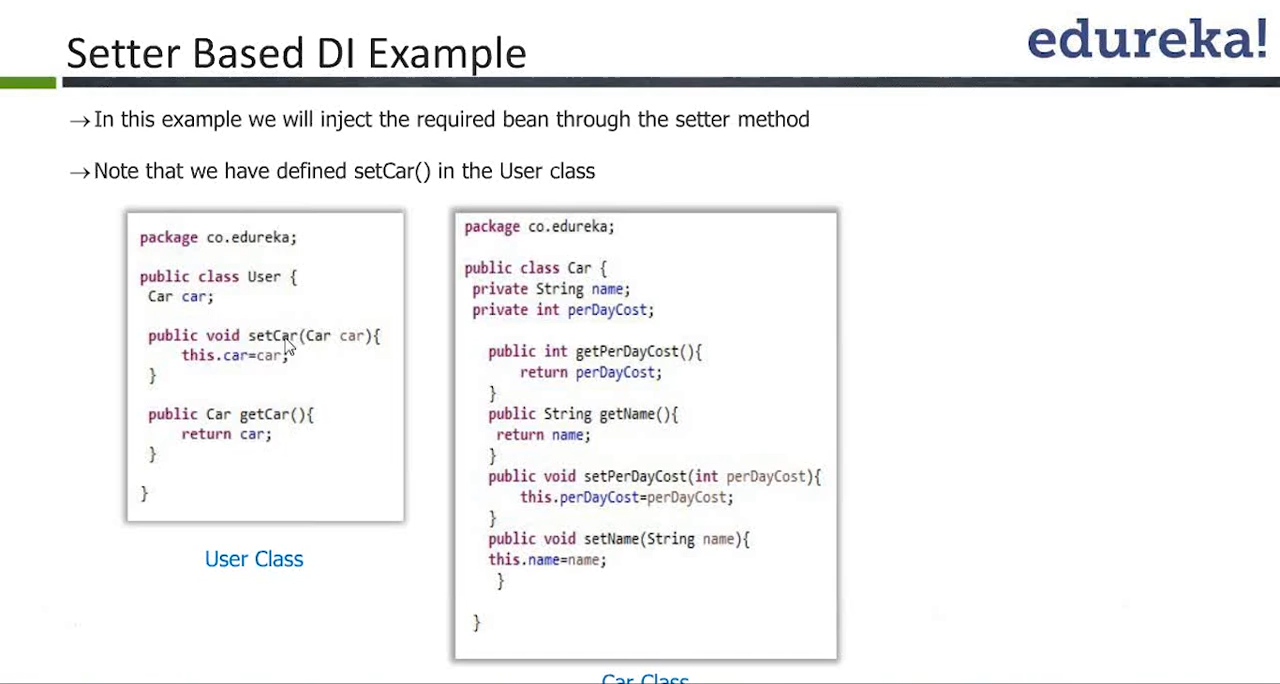 Setter Based DI Example
edureka!
→In this example we will inject the required bean through the setter method
→Note that we have defined setCar() in the User class
package co.edureka;
public class User {
Car car;
public void setCar(Car car){
this.car=car;
}
public Car getCar(){
return car;
}
}
User Class
package co.edureka;
public class Car {
private String name;
private int perDayCost;
public int getPerDayCost(){
return perDayCost;
}
public String getName(){
return name;
}
public void setPerDayCost(int perDayCost){
this.perDayCost=perDayCost;
}
public void setName(String name){
this.name=name;
}
}
Car Class